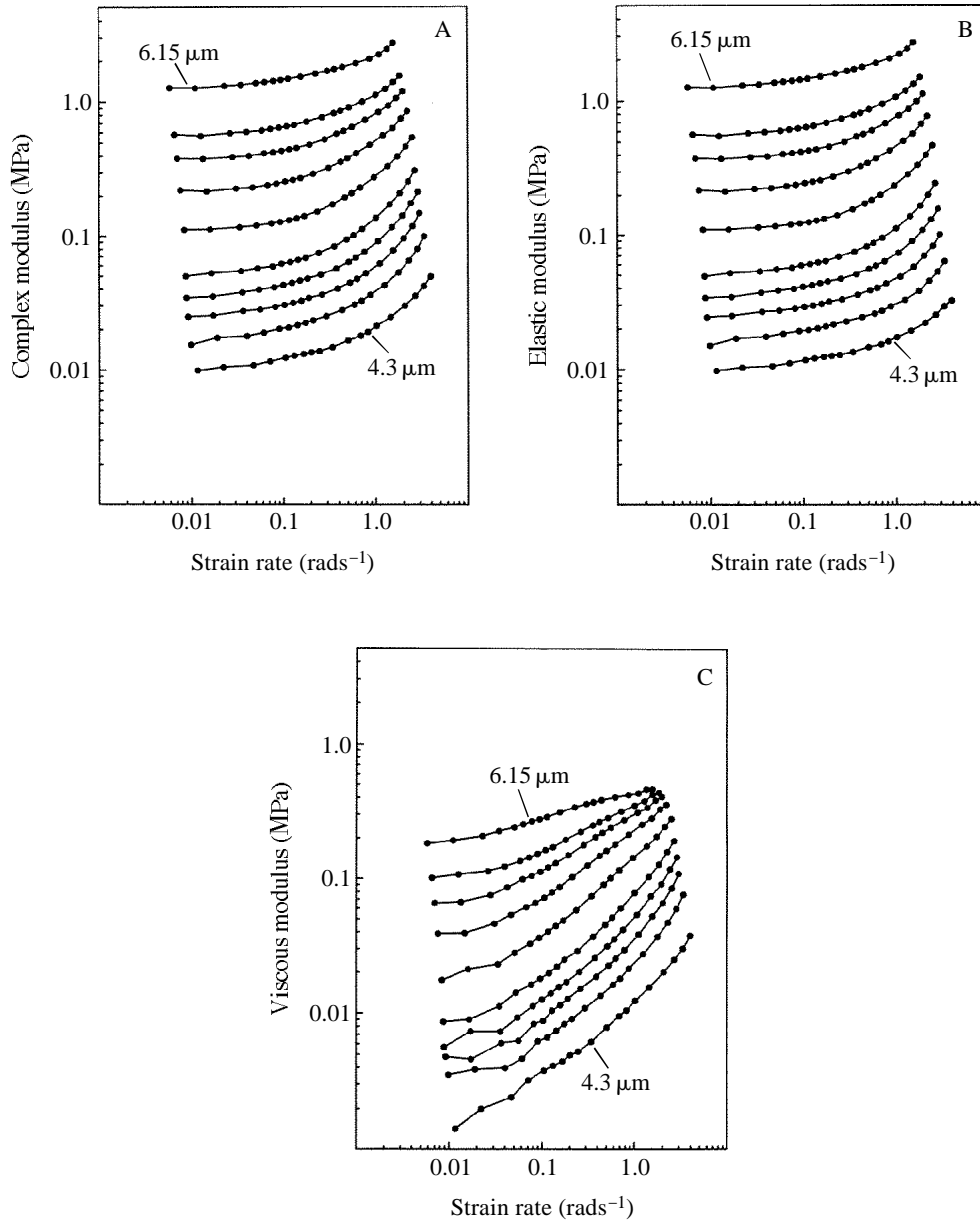 A
6.15 µm
1.0
0.1
0.01
4.3 µm
Complex modulus (MPa)
0.01 0.1 1.0
Strain rate (rads⁻¹)
B
6.15 µm
1.0
0.1
0.01
4.3 µm
Elastic modulus (MPa)
0.01 0.1 1.0
Strain rate (rads⁻¹)
C
6.15 µm
1.0
0.1
0.01
4.3 µm
Viscous modulus (MPa)
0.01 0.1 1.0
Strain rate (rads⁻¹)